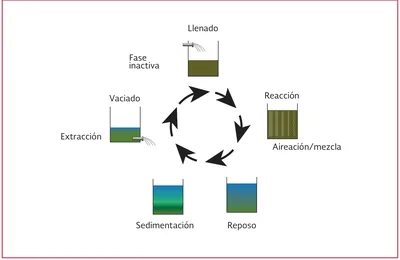 Llenado
Fase
inactiva
Vaciado
Reacción
Extracción
Aireación/mezcla
Sedimentación
Reposo